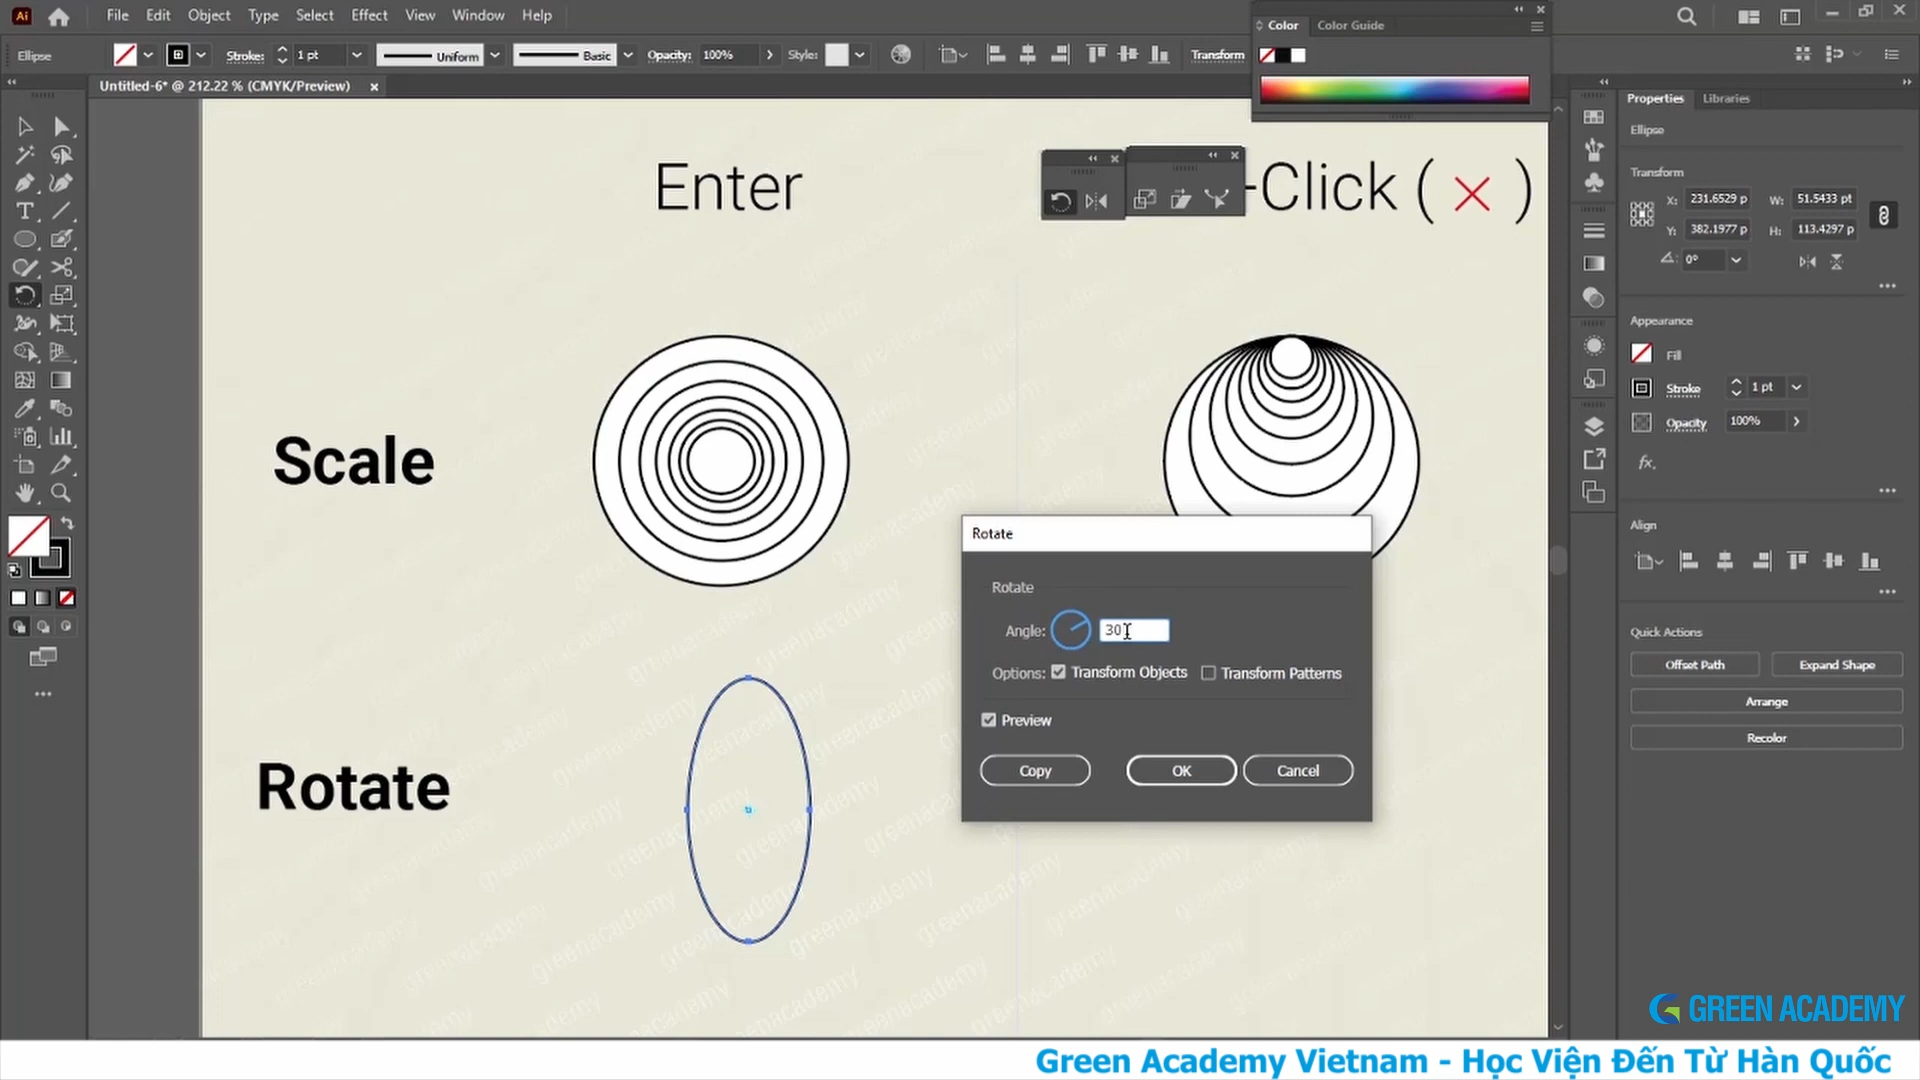 Ai File Edit Object Type Select Effect View Window Help
Color Color Guide
Ellipse Stroke: 1 pt Uniform Basic Opacity: 100% Style: Transform
Untitled-6* @ 212.22 % (CMYK/Preview)
Properties Libraries
Ellipse
Transform
X: 231.6529 p W: 51.5433 pt
Y: 382.1977 p H: 113.4297 p
0°
Appearance
Fill
Stroke 1 pt
Opacity 100%
fx.
Align
Quick Actions
Offset Path Expand Shape
Arrange
Recolor
Enter
-Click ( × )
Scale
Rotate
Rotate
Rotate
Angle: 30
Options: Transform Objects Transform Patterns
Preview
Copy OK Cancel
greenacademy
GREEN ACADEMY
Green Academy Vietnam - Học Viện Đến Từ Hàn Quốc